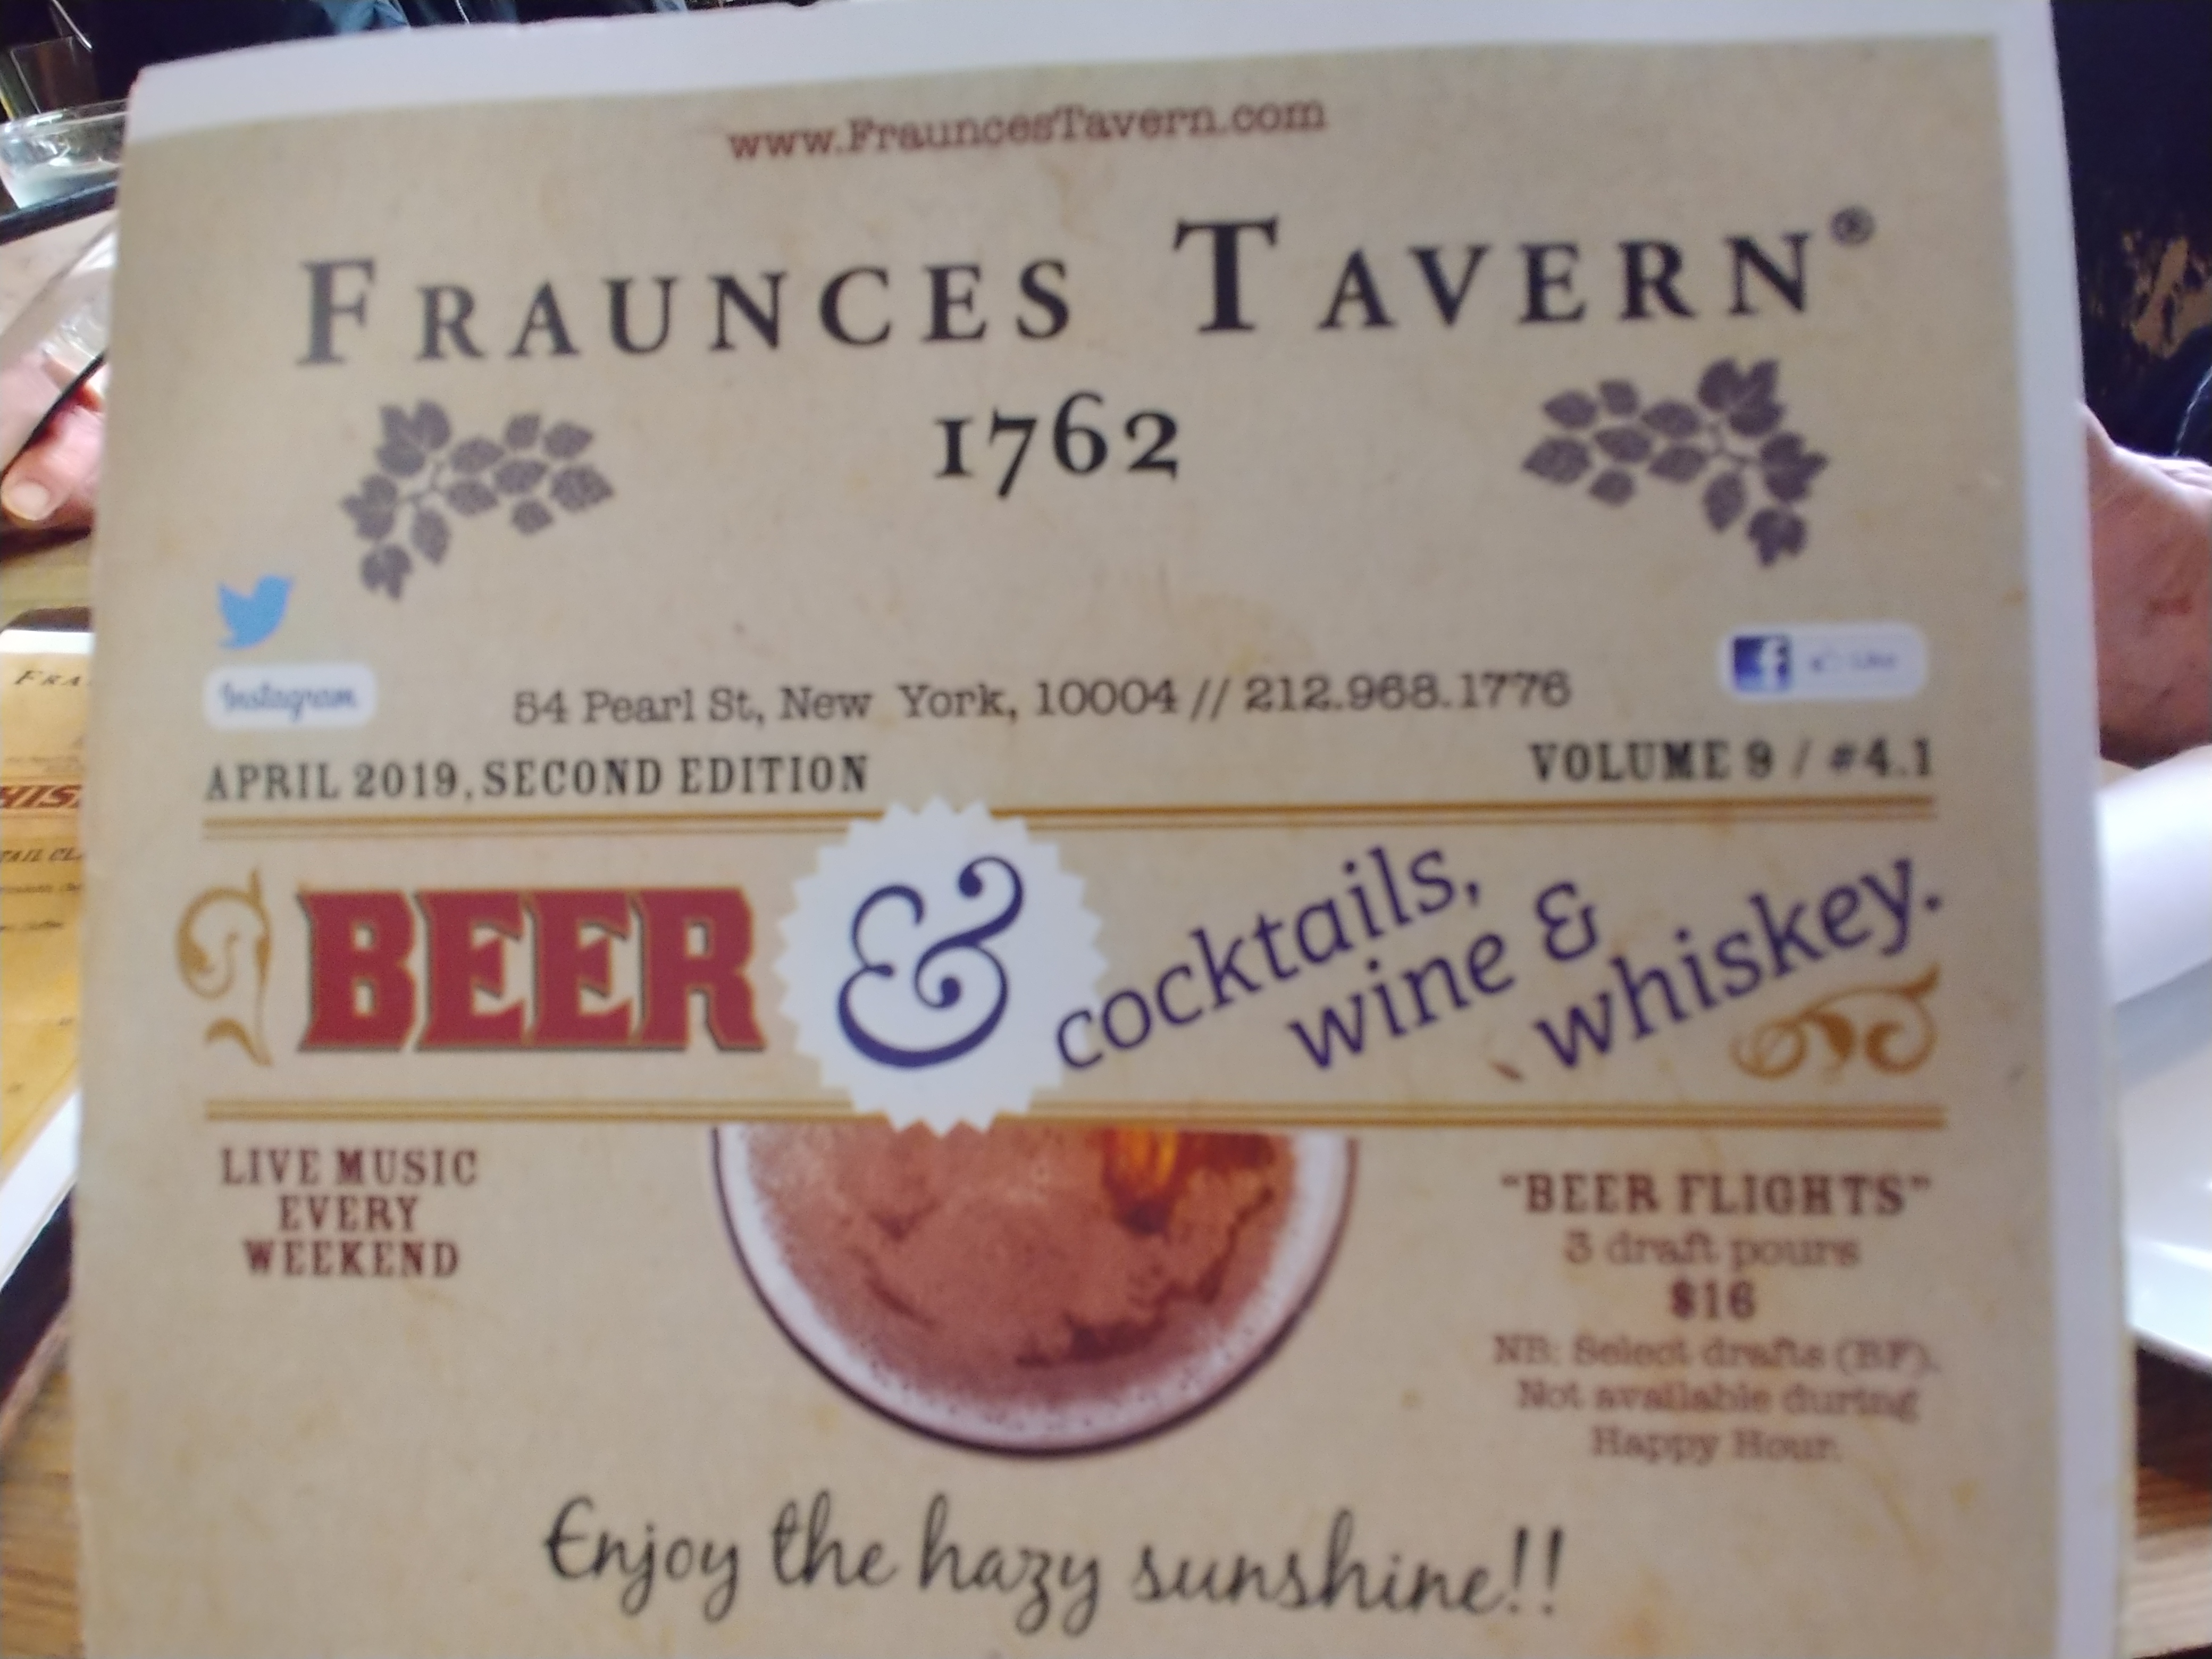 www.FrauncesTavern.com
FRAUNCES TAVERN®
1762
Instagram
Like
54 Pearl St, New York, 10004 // 212.968.1776
APRIL 2019, SECOND EDITION
VOLUME 9 / #4.1
BEER & cocktails,
wine &
whiskey.
LIVE MUSIC
EVERY
WEEKEND
"BEER FLIGHTS"
3 draft pours
$16
NB: Select drafts (BF).
Not available during
Happy Hour.
Enjoy the hazy sunshine!!